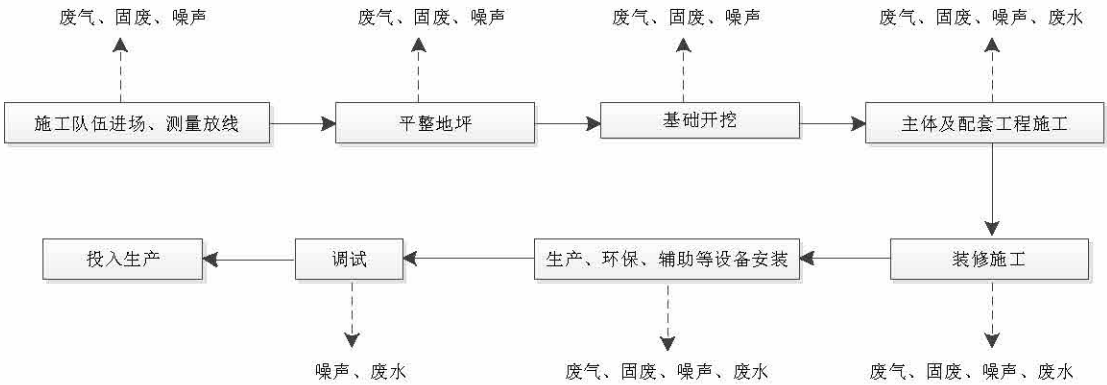 废气、固废、噪声
废气、固废、噪声
废气、固废、噪声
废气、固废、噪声、废水
施工队伍进场、测量放线
平整地坪
基础开挖
主体及配套工程施工
投入生产
调试
生产、环保、辅助等设备安装
装修施工
噪声、废水
废气、固废、噪声、废水
废气、固废、噪声、废水